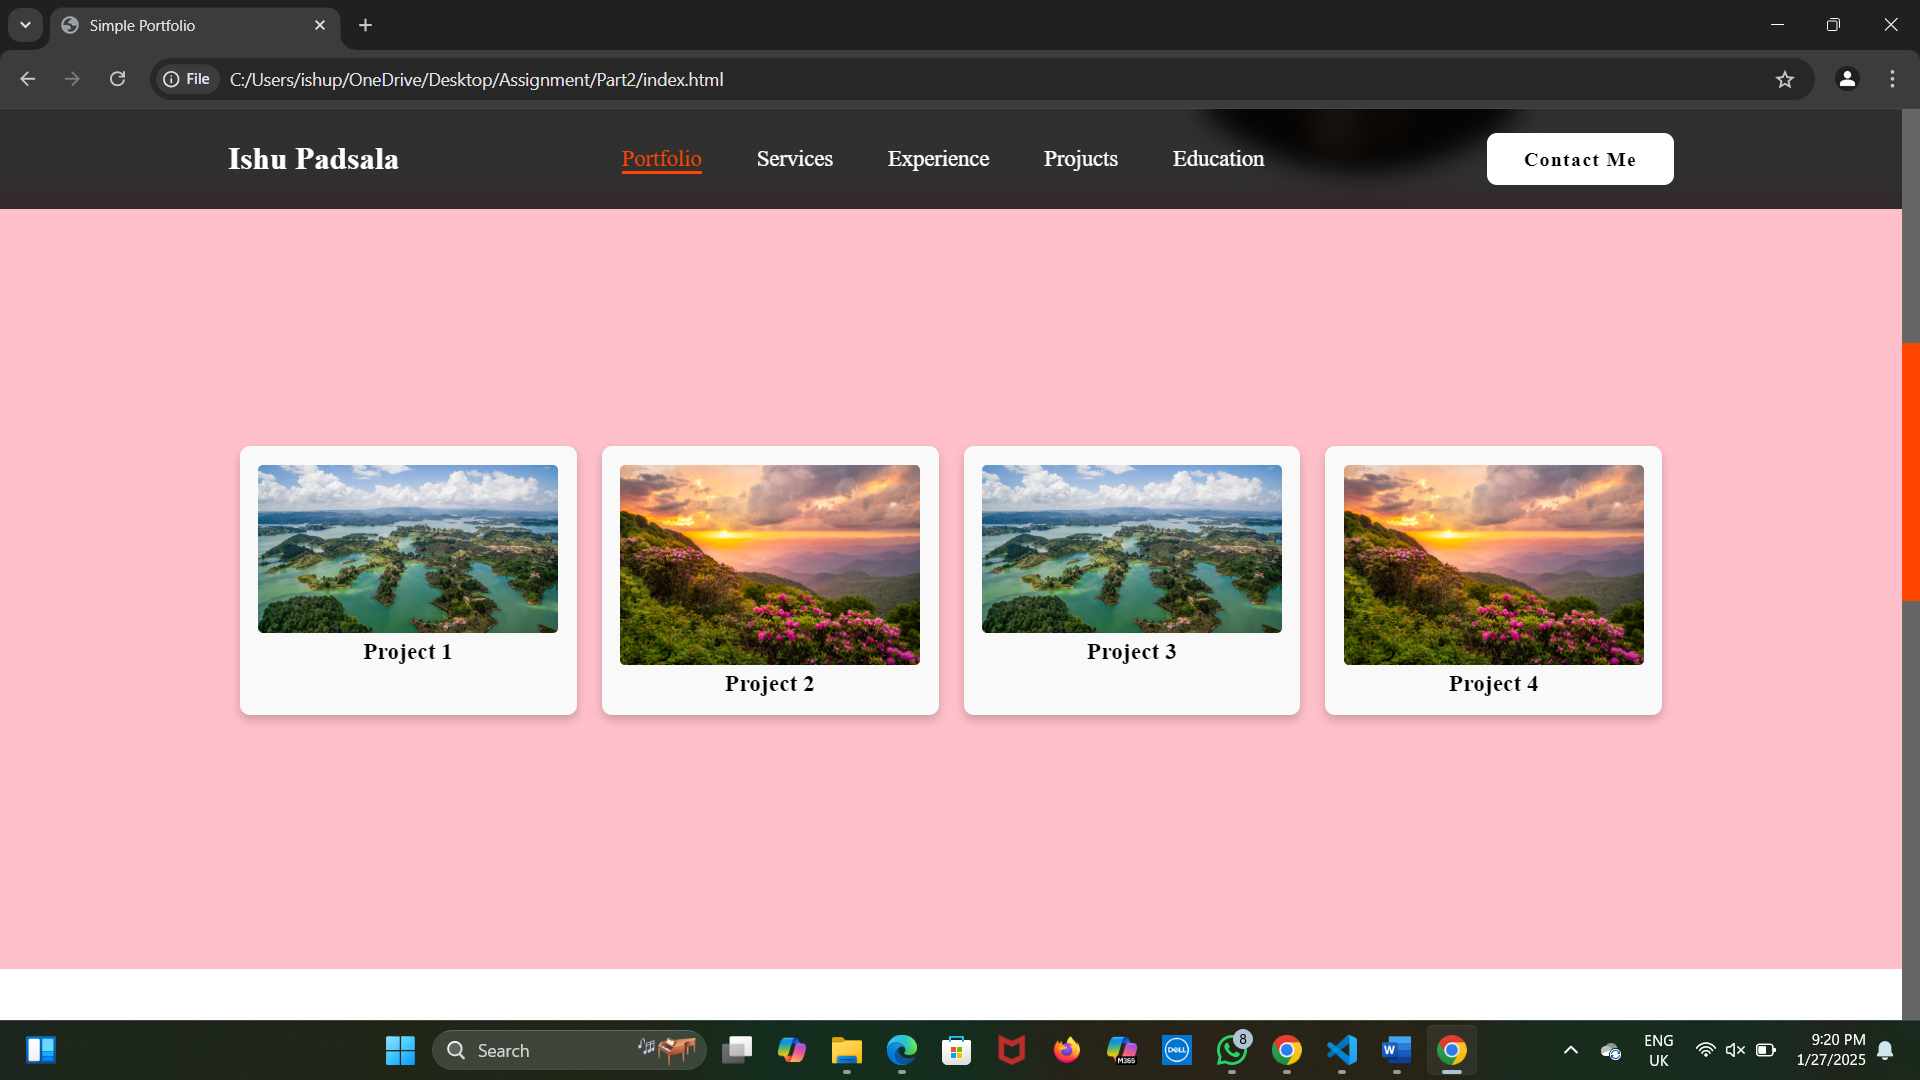 Simple Portfolio
File
C:/Users/ishup/OneDrive/Desktop/Assignment/Part2/index.html
Ishu Padsala
Portfolio
Services
Experience
Projucts
Education
Contact Me
Project 1
Project 2
Project 3
Project 4
Search
M365
DELL
8
W
ENG
UK
9:20 PM
1/27/2025